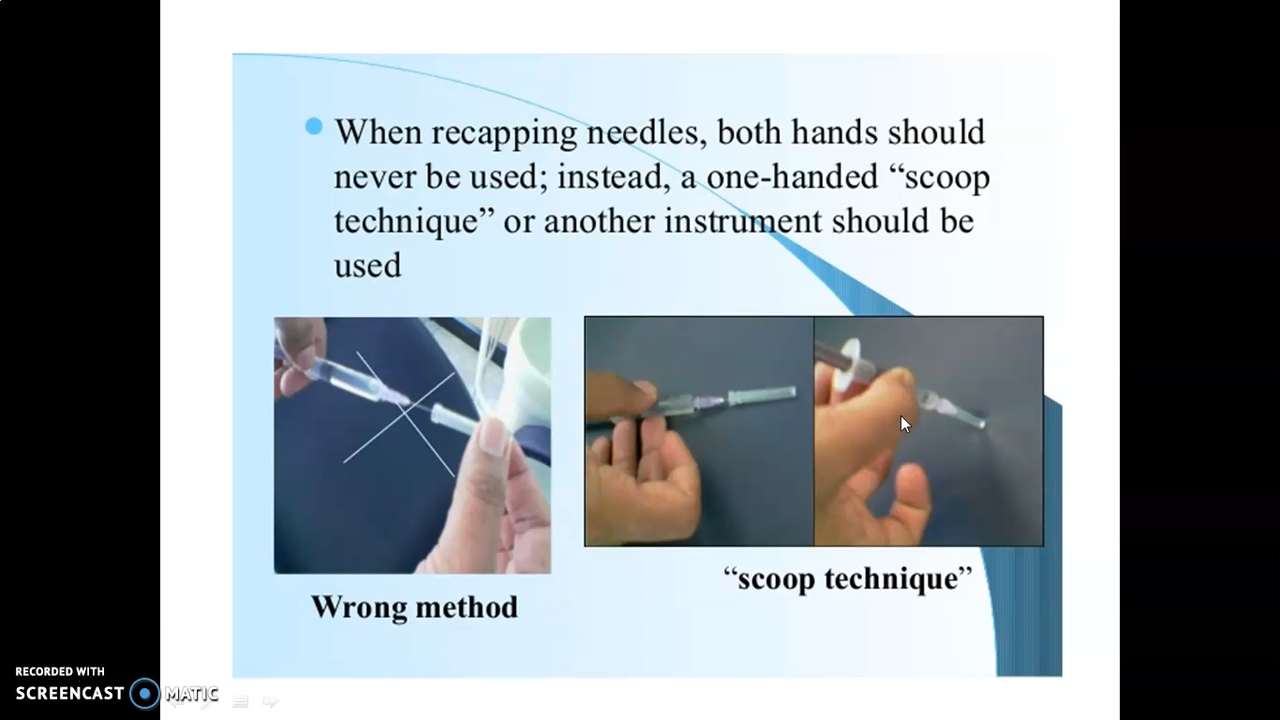 When recapping needles, both hands should
never be used; instead, a one-handed “scoop
technique” or another instrument should be
used
“scoop technique”
Wrong method
RECORDED WITH
SCREENCAST MATIC